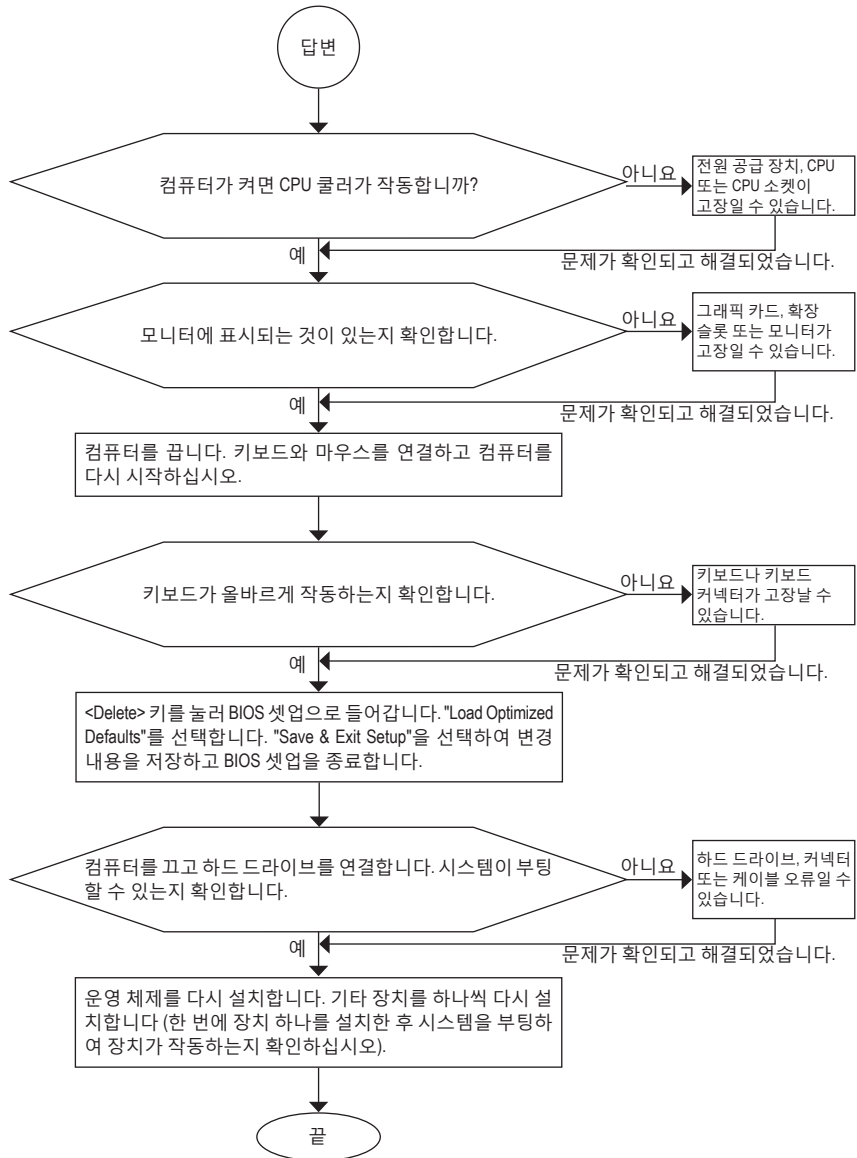 답변
컴퓨터가 켜면 CPU 쿨러가 작동합니까?
아니요
전원 공급 장치, CPU
또는 CPU 소켓이
고장일 수 있습니다.
예
문제가 확인되고 해결되었습니다.
모니터에 표시되는 것이 있는지 확인합니다.
아니요
그래픽 카드, 확장
슬롯 또는 모니터가
고장일 수 있습니다.
예
문제가 확인되고 해결되었습니다.
컴퓨터를 끕니다. 키보드와 마우스를 연결하고 컴퓨터를
다시 시작하십시오.
키보드가 올바르게 작동하는지 확인합니다.
아니요
키보드나 키보드
커넥터가 고장날 수
있습니다.
예
문제가 확인되고 해결되었습니다.
<Delete> 키를 눌러 BIOS 셋업으로 들어갑니다. "Load Optimized
Defaults"를 선택합니다. "Save & Exit Setup"을 선택하여 변경
내용을 저장하고 BIOS 셋업을 종료합니다.
컴퓨터를 끄고 하드 드라이브를 연결합니다. 시스템이 부팅
할 수 있는지 확인합니다.
아니요
하드 드라이브, 커넥터
또는 케이블 오류일 수
있습니다.
예
문제가 확인되고 해결되었습니다.
운영 체제를 다시 설치합니다. 기타 장치를 하나씩 다시 설
치합니다 (한 번에 장치 하나를 설치한 후 시스템을 부팅하
여 장치가 작동하는지 확인하십시오).
끝